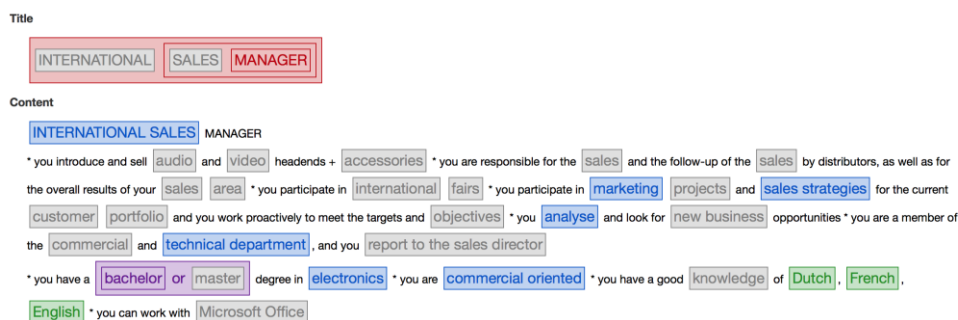 Title
INTERNATIONAL SALES MANAGER
Content
INTERNATIONAL SALES MANAGER
* you introduce and sell audio and video headends + accessories * you are responsible for the sales and the follow-up of the sales by distributors, as well as for
the overall results of your sales area * you participate in international fairs * you participate in marketing projects and sales strategies for the current
customer portfolio and you work proactively to meet the targets and objectives * you analyse and look for new business opportunities * you are a member of
the commercial and technical department , and you report to the sales director
* you have a bachelor or master degree in electronics * you are commercial oriented * you have a good knowledge of Dutch , French ,
English * you can work with Microsoft Office